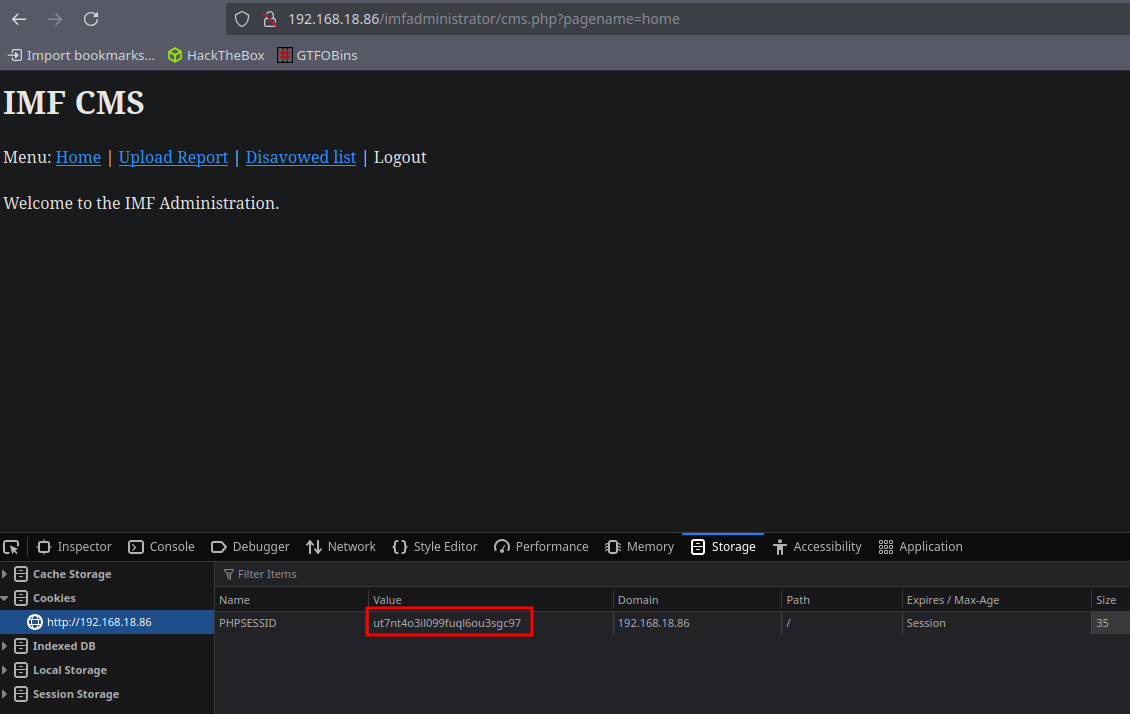 192.168.18.86/imfadministrator/cms.php?pagename=home
Import bookmarks... HackTheBox GTFOBins
IMF CMS
Menu: Home | Upload Report | Disavowed list | Logout
Welcome to the IMF Administration.
Inspector Console Debugger Network Style Editor Performance Memory Storage Accessibility Application
Cache Storage Filter Items
Cookies Name Value Domain Path Expires / Max-Age Size
http://192.168.18.86 PHPSESSID ut7nt4o3il099fuql6ou3sgc97 192.168.18.86 / Session 35
Indexed DB
Local Storage
Session Storage